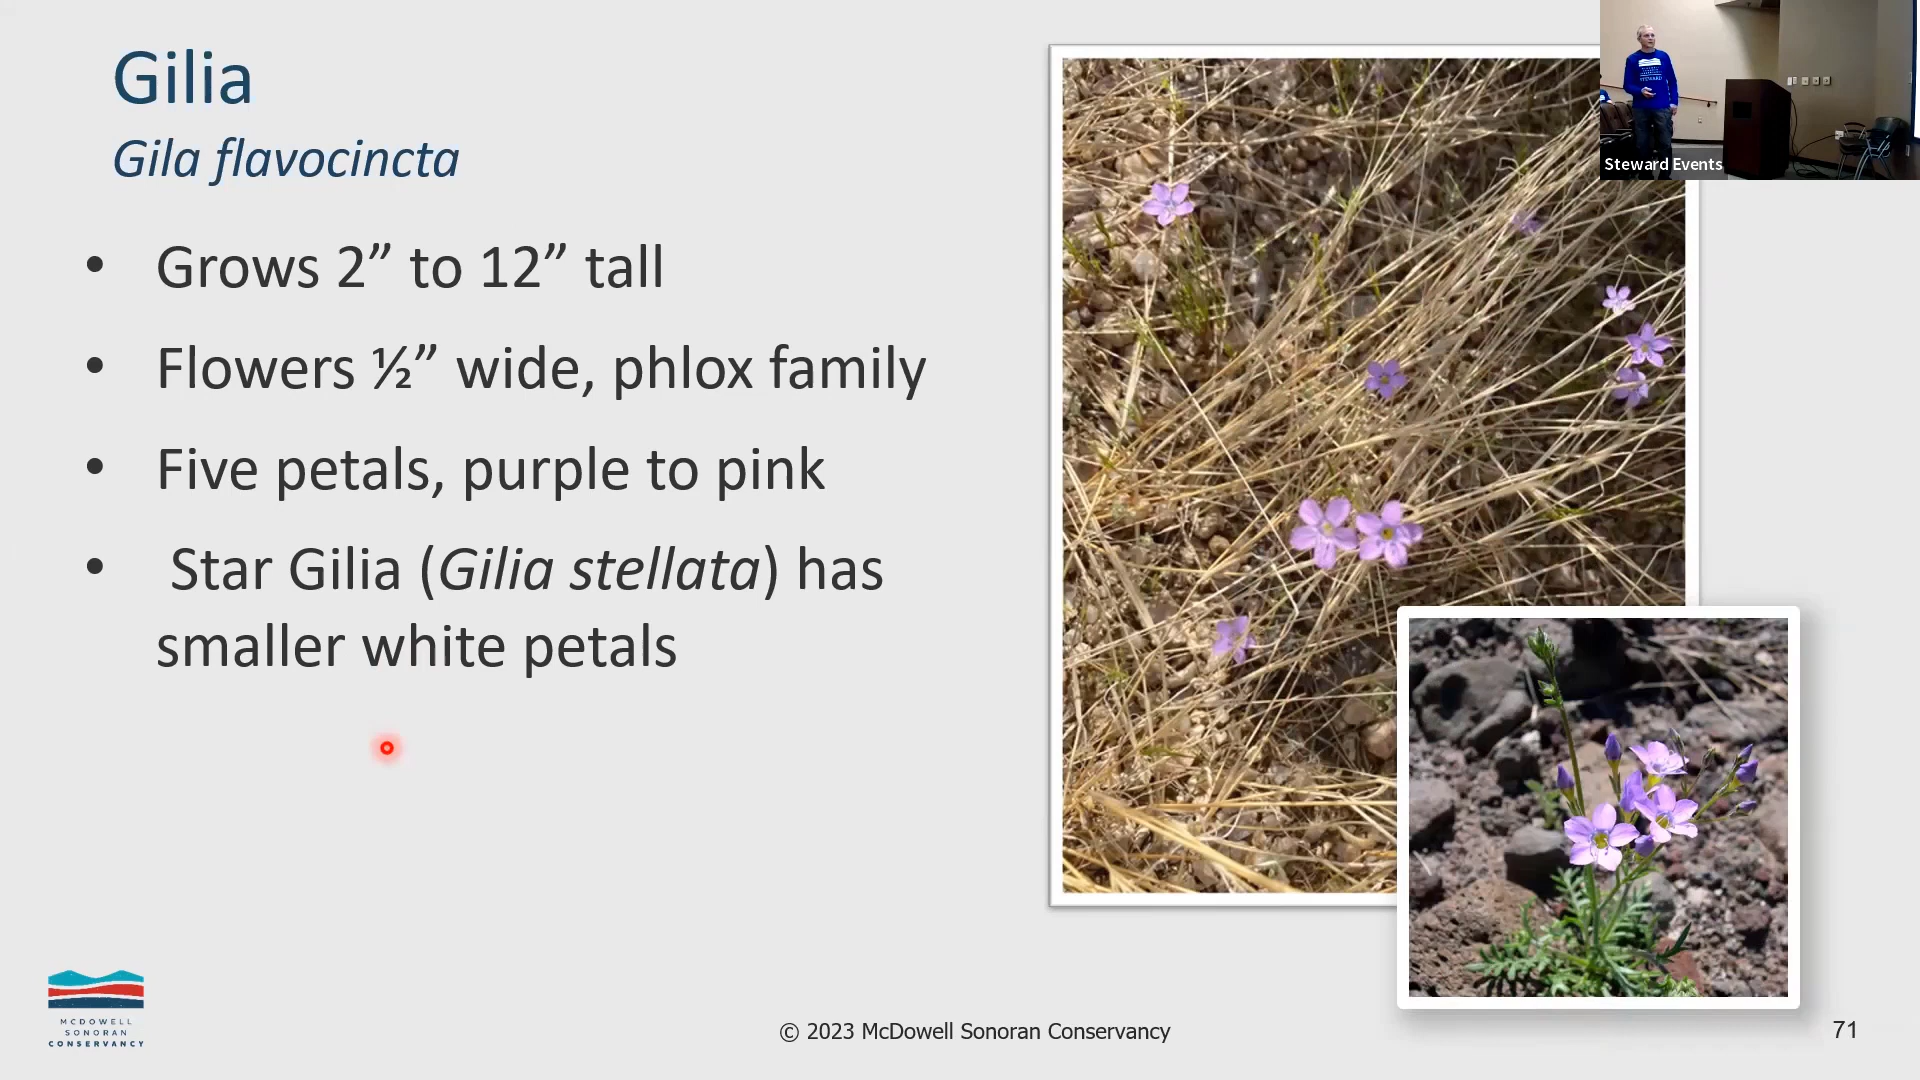 Gilia
Gila flavocincta
• Grows 2” to 12” tall
• Flowers ½” wide, phlox family
• Five petals, purple to pink
• Star Gilia (Gilia stellata) has
smaller white petals
STEWARD
Steward Events
MCDOWELL
SONORAN
CONSERVANCY
© 2023 McDowell Sonoran Conservancy
71